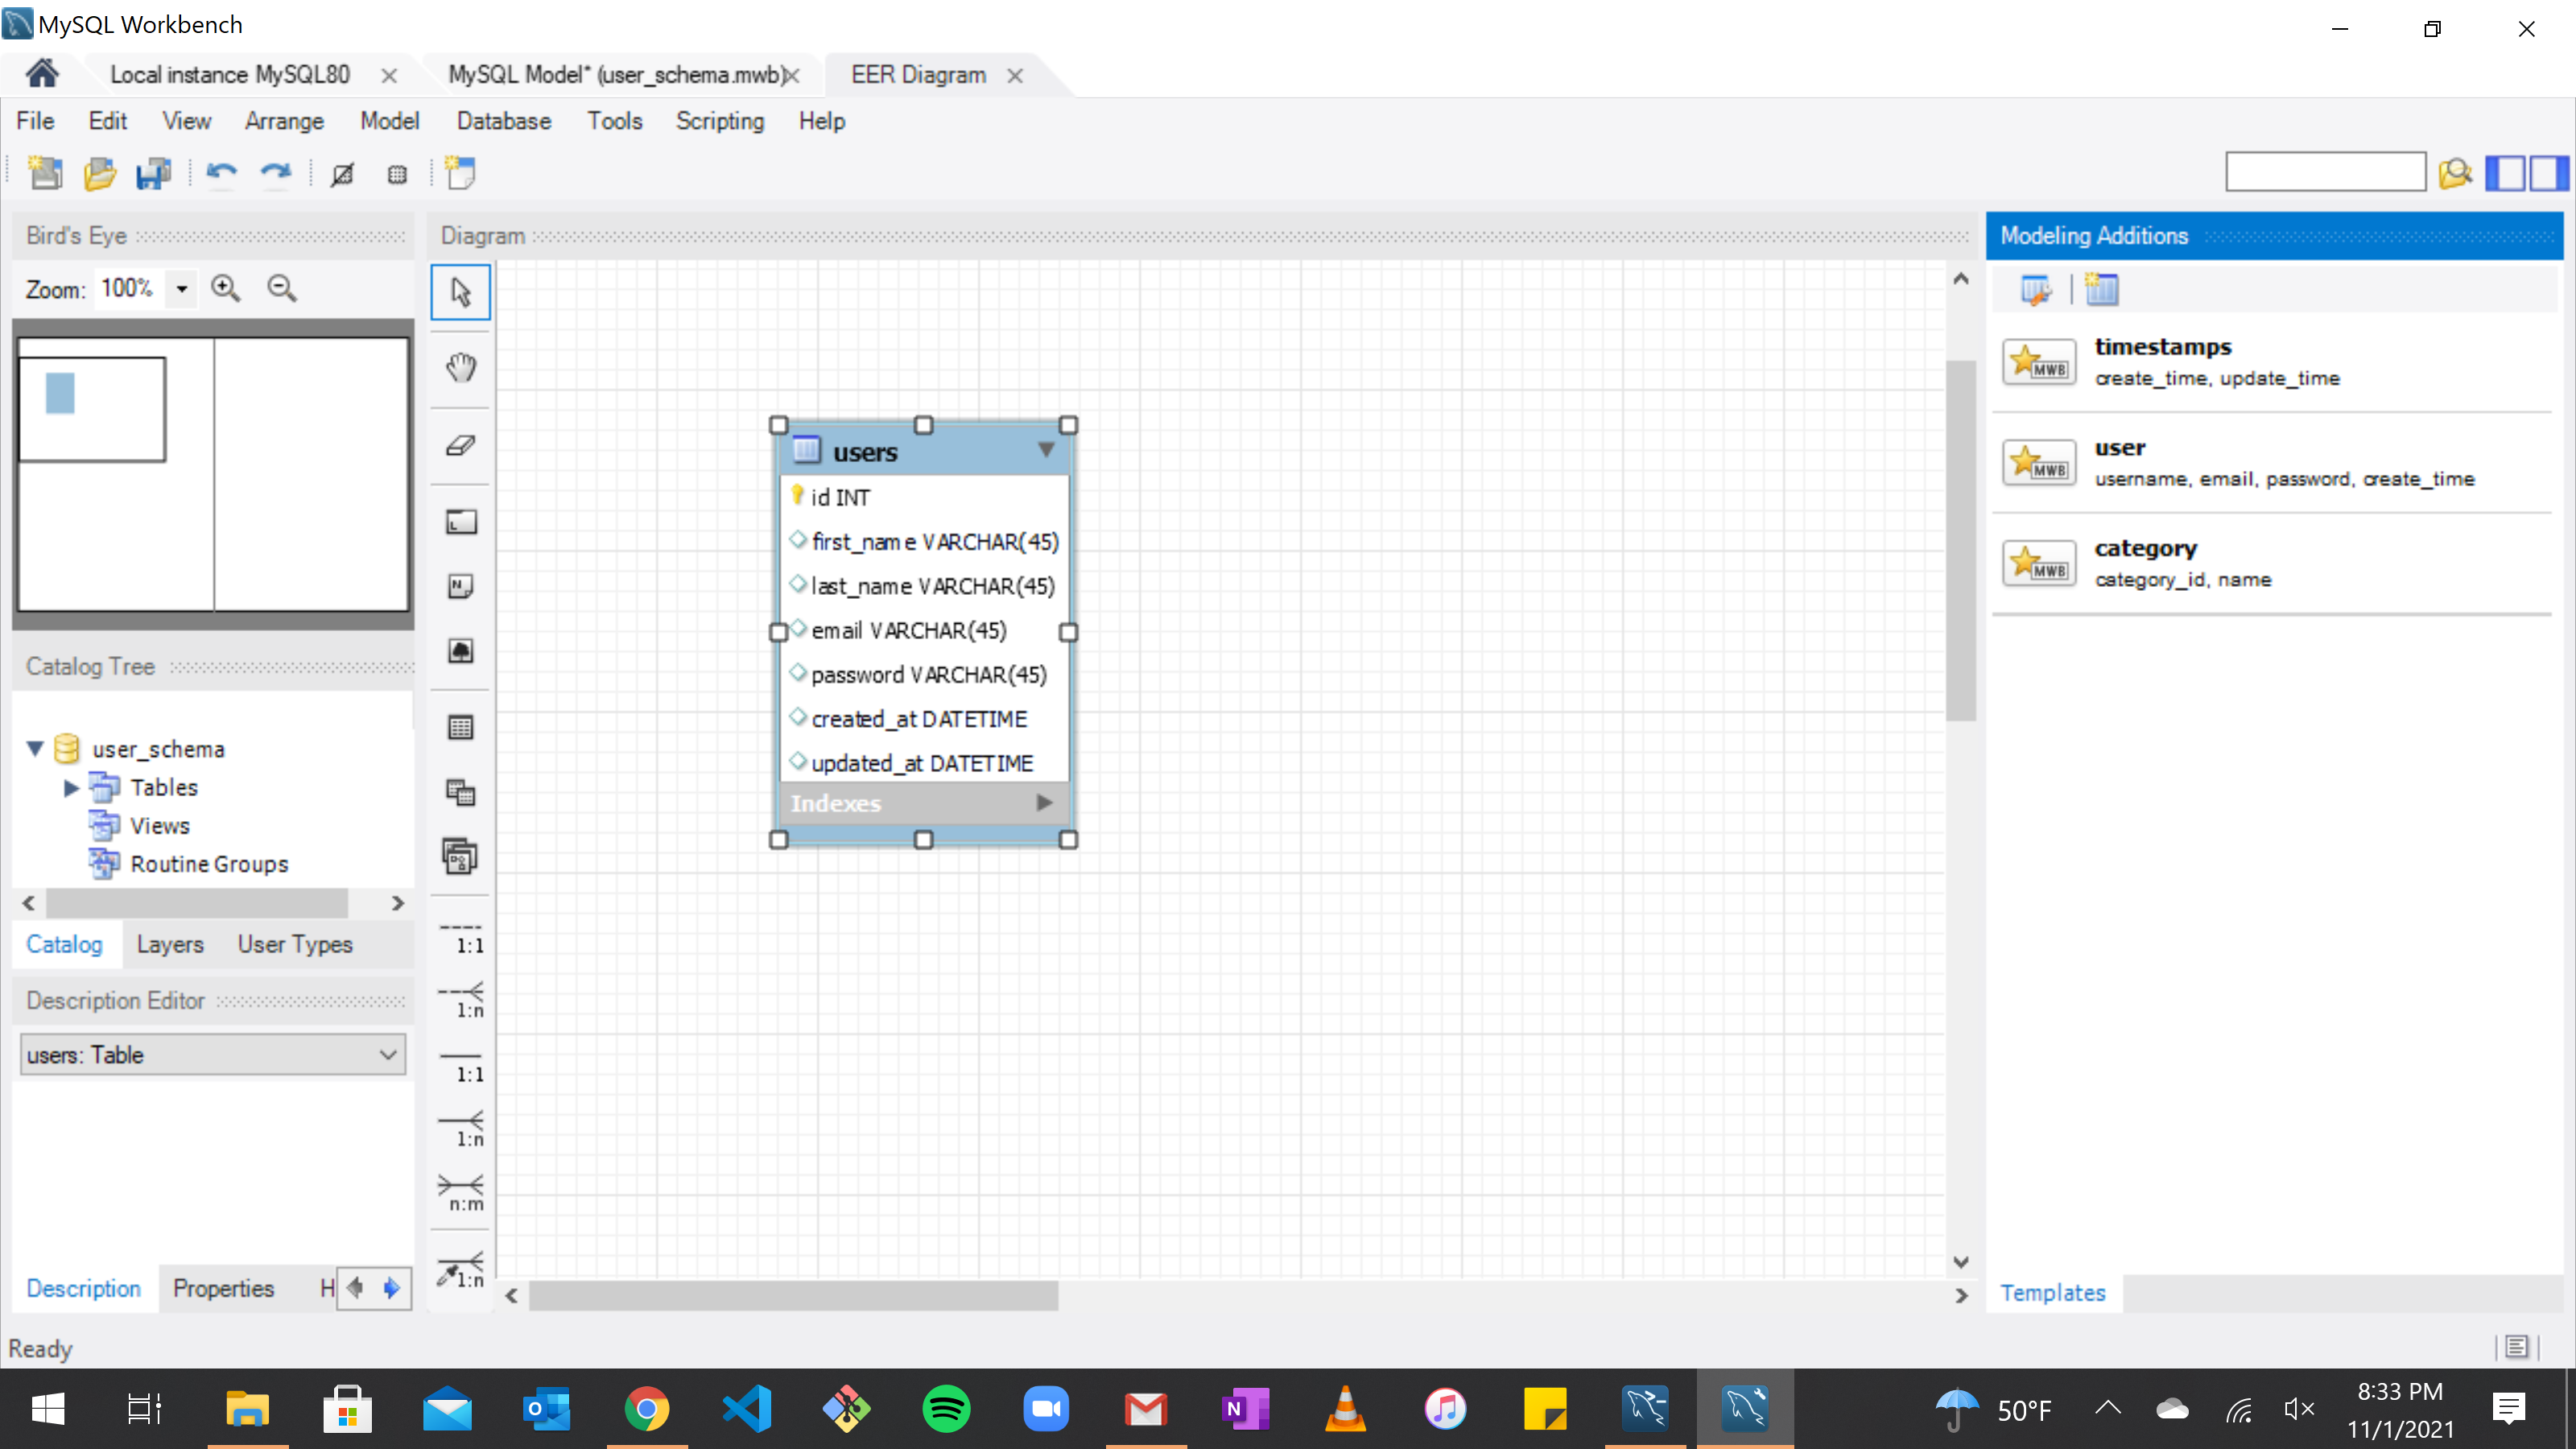 MySQL Workbench
Local instance MySQL80
MySQL Model* (user_schema.mwb)
EER Diagram
File Edit View Arrange Model Database Tools Scripting Help
Bird's Eye
Zoom: 100%
Catalog Tree
user_schema
Tables
Views
Routine Groups
Catalog Layers User Types
Description Editor
users: Table
Description Properties H
Ready
Diagram
1:1
1:n
1:1
1:n
n:m
1:n
users
id INT
first_name VARCHAR(45)
last_name VARCHAR(45)
email VARCHAR(45)
password VARCHAR(45)
created_at DATETIME
updated_at DATETIME
Indexes
Modeling Additions
MWB
timestamps
create_time, update_time
MWB
user
username, email, password, create_time
MWB
category
category_id, name
Templates
50°F
8:33 PM
11/1/2021